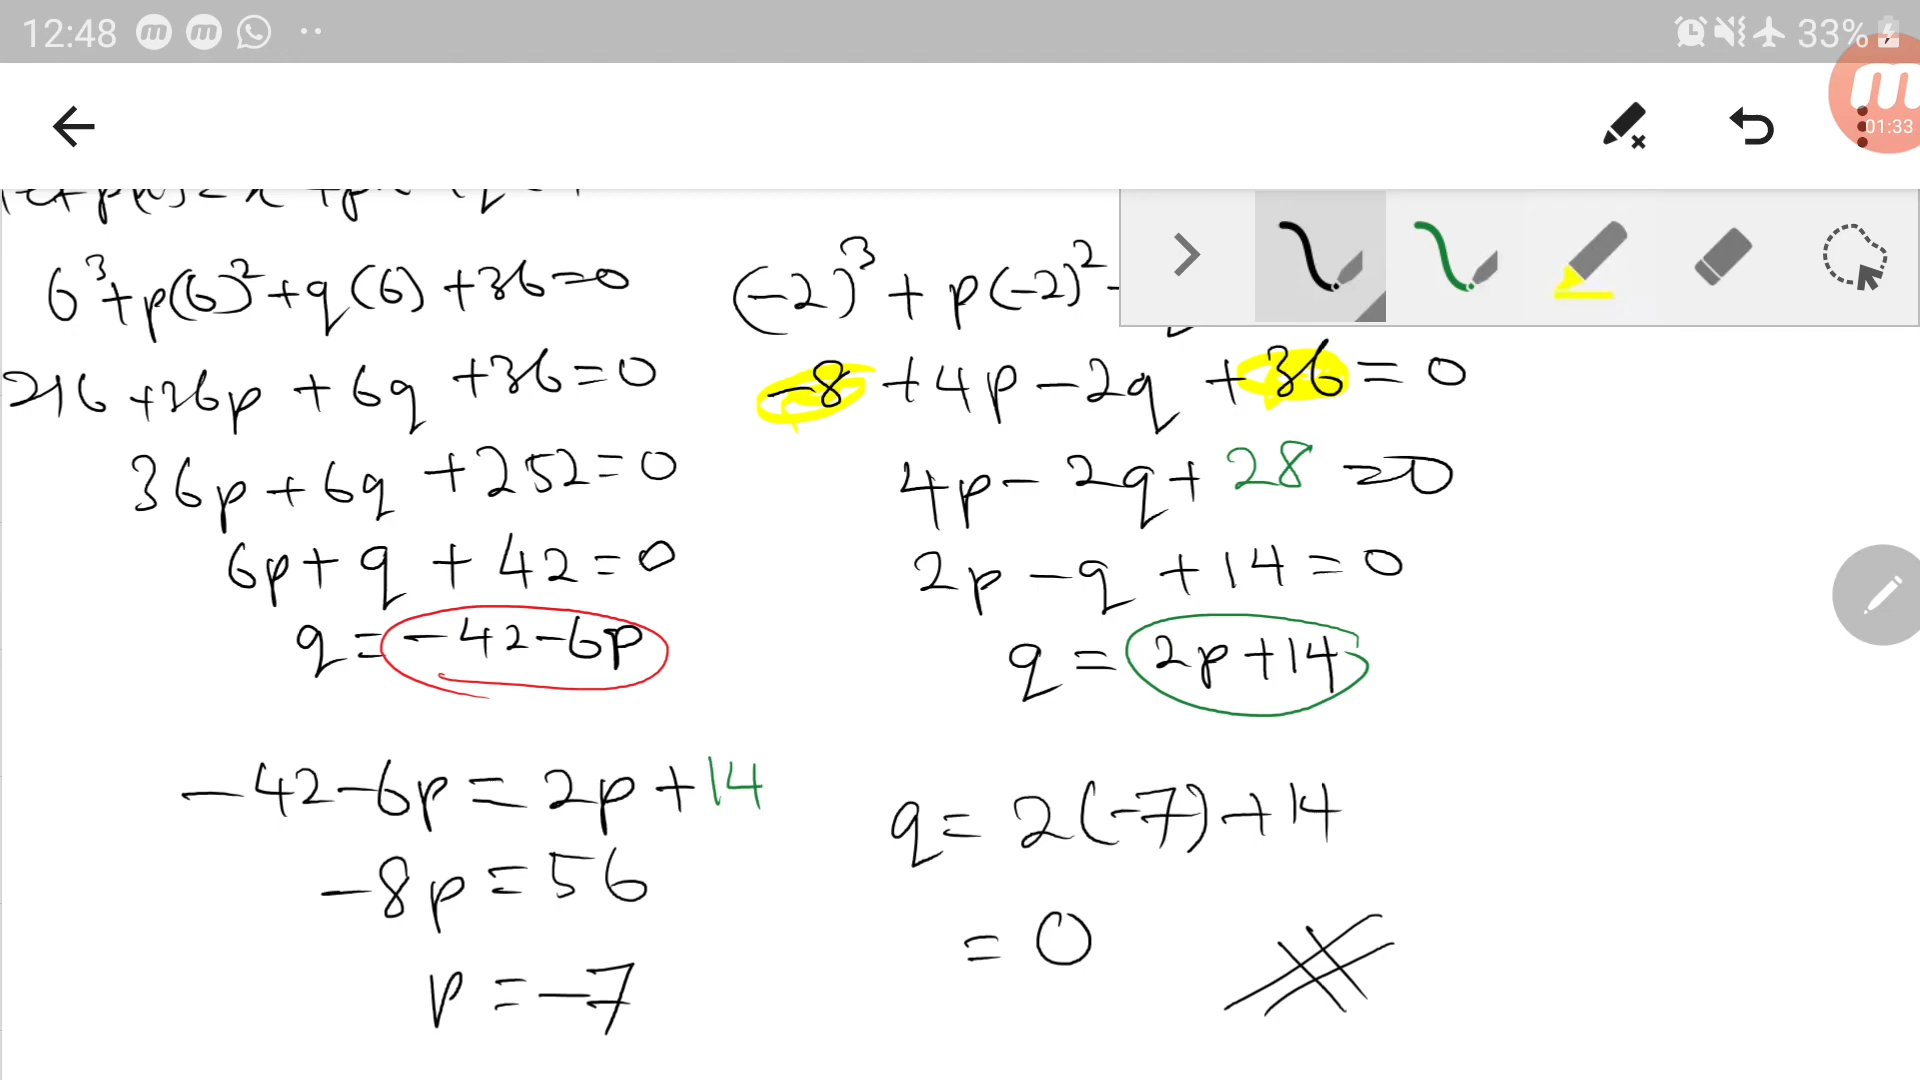 12:48
33%
01:33
6³+p(6)²+q(6)+36=0
216+36p+6q+36=0
36p+6q+252=0
6p+q+42=0
q=-42-6p
-42-6p=2p+14
-8p=56
p=-7
(-2)³+p(-2)²-
-8+4p-2q+36=0
4p-2q+28=0
2p-q+14=0
q=2p+14
q=2(-7)+14
=0